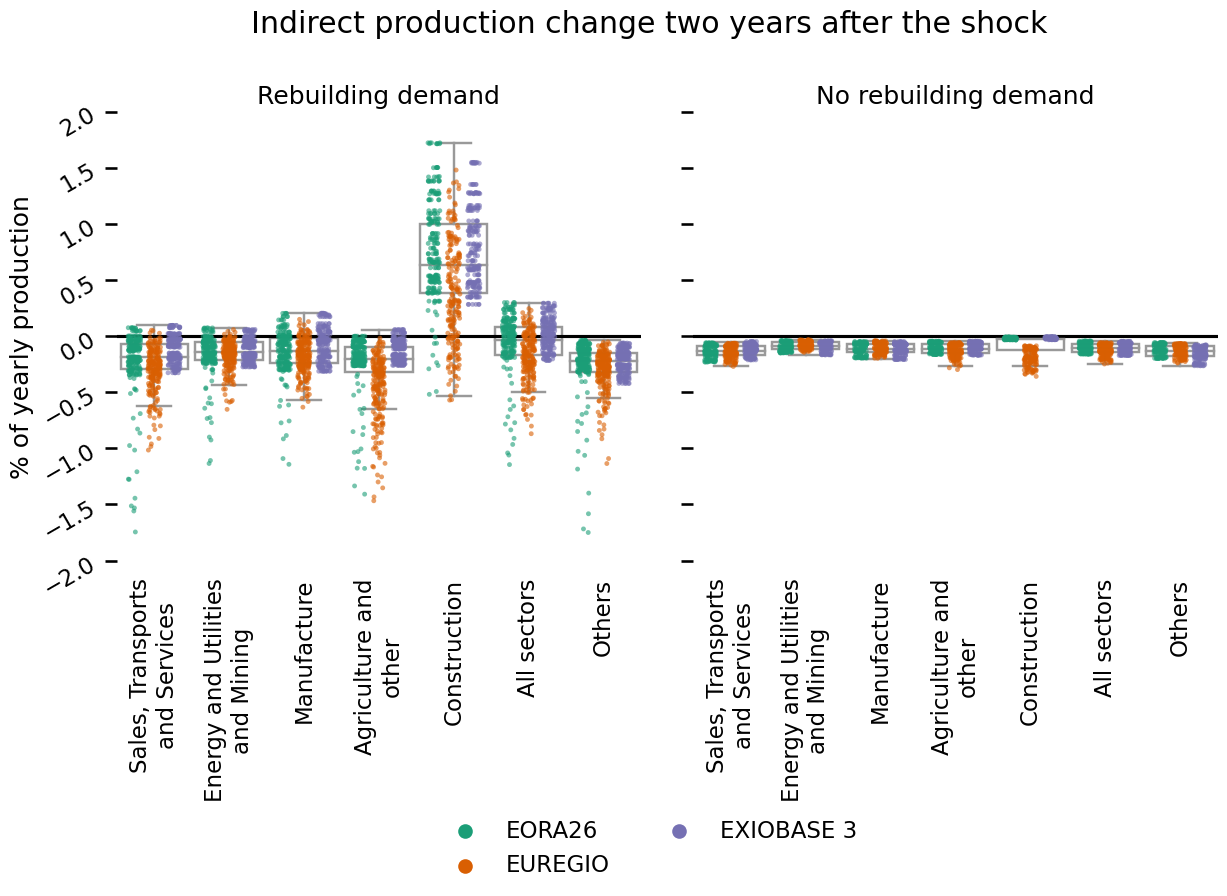 Indirect production change two years after the shock
Rebuilding demand
No rebuilding demand
% of yearly production
2.0
1.5
1.0
0.5
0.0
−0.5
−1.0
−1.5
−2.0
Sales, Transports
and Services
Energy and Utilities
and Mining
Manufacture
Agriculture and
other
Construction
All sectors
Others
Sales, Transports
and Services
Energy and Utilities
and Mining
Manufacture
Agriculture and
other
Construction
All sectors
Others
EORA26
EUREGIO
EXIOBASE 3